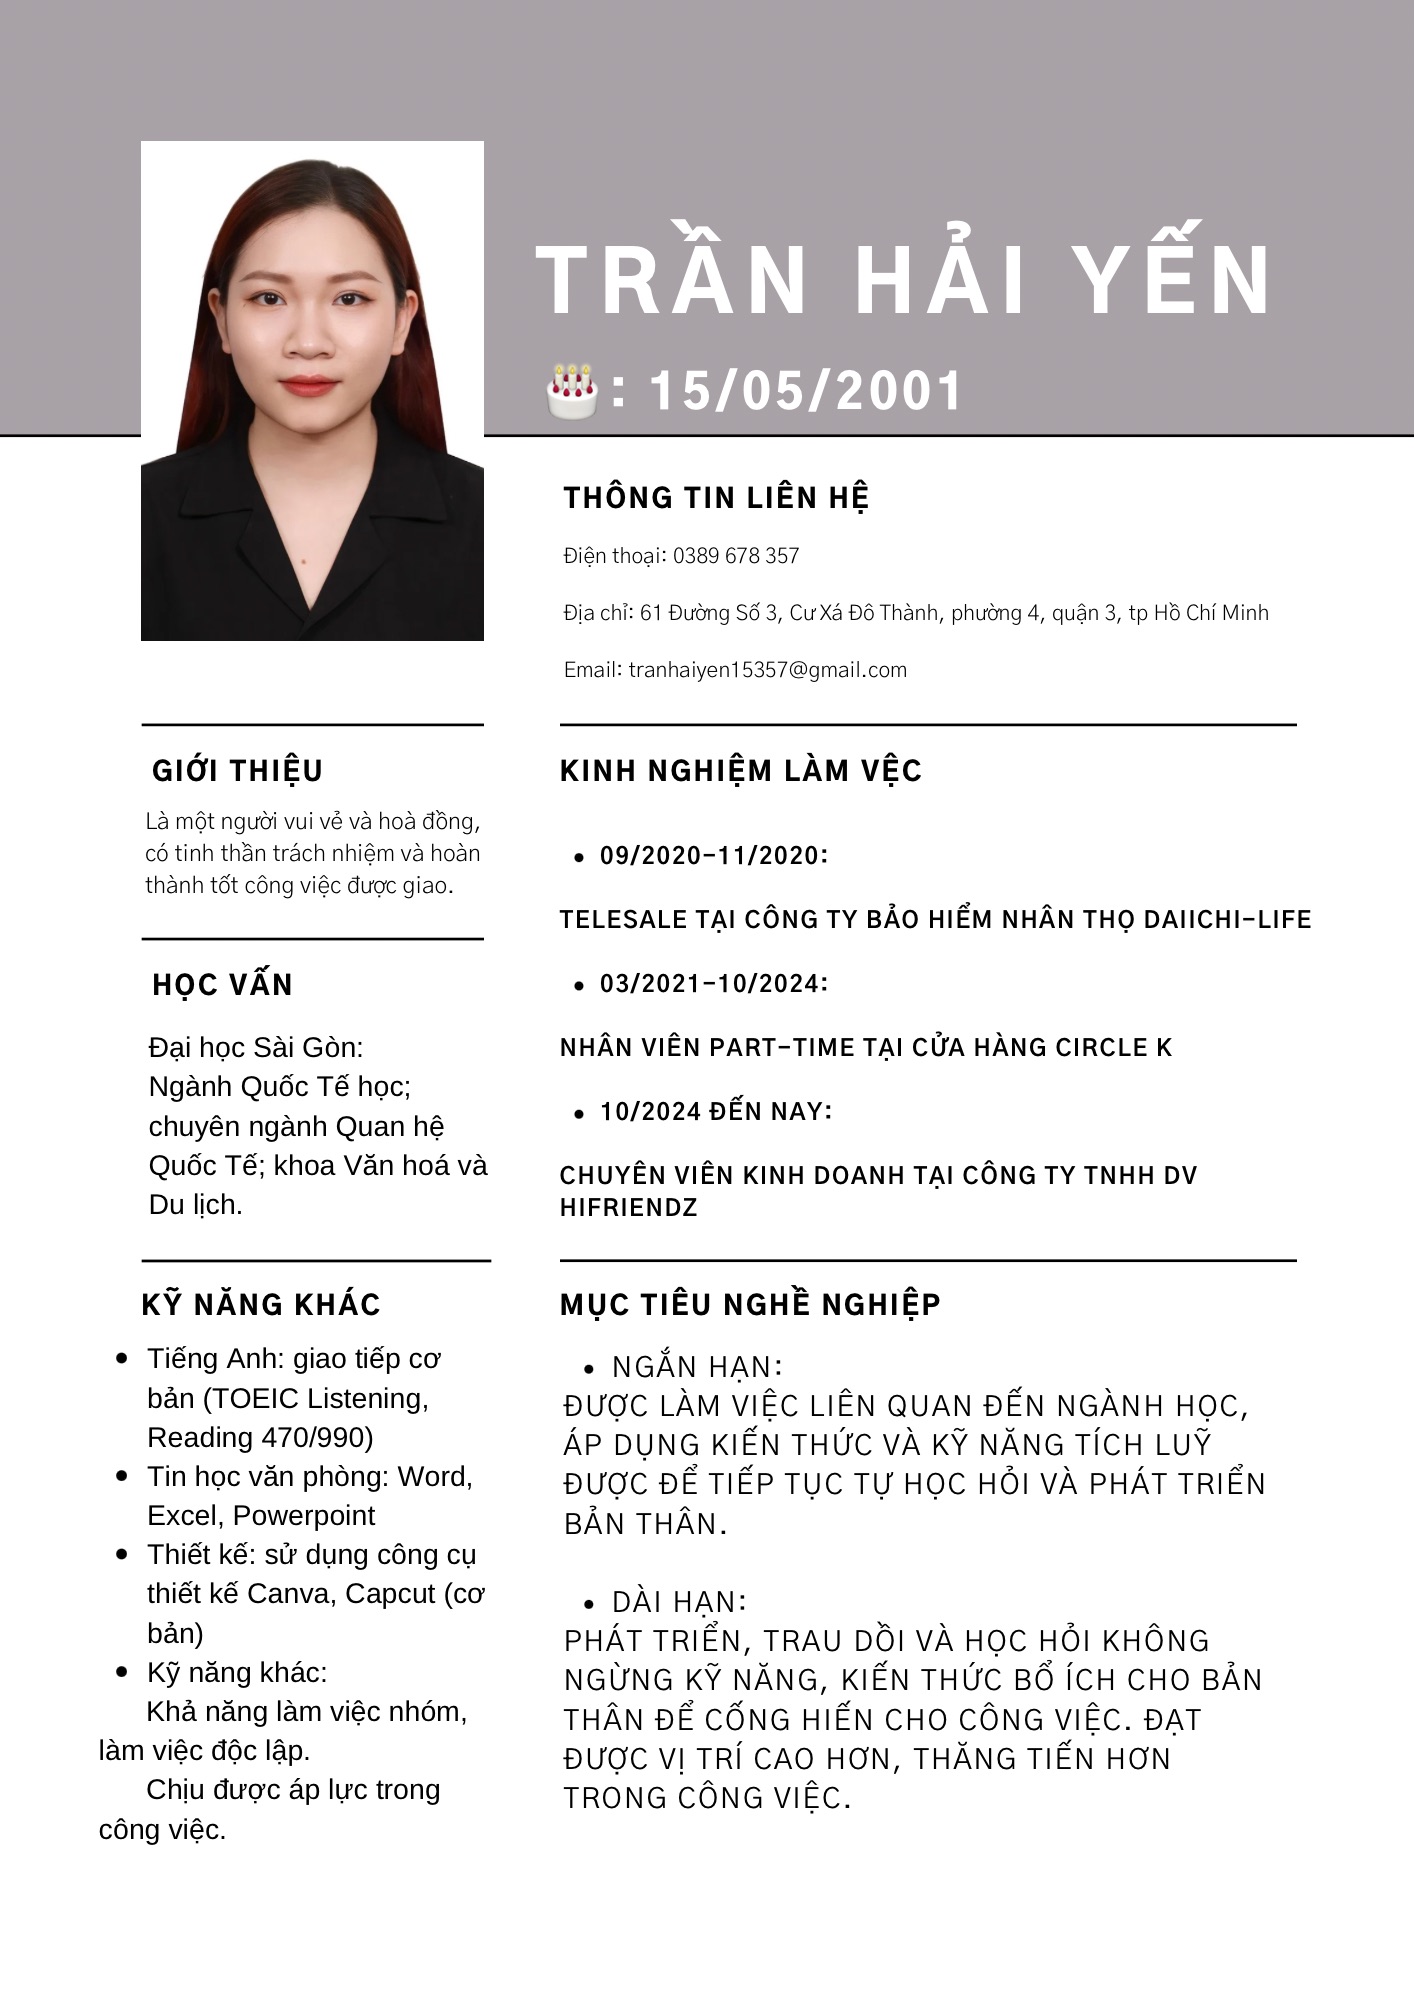 TRẦN HẢI YẾN
🎂: 15/05/2001
THÔNG TIN LIÊN HỆ
Điện thoại: 0389 678 357
Địa chỉ: 61 Đường Số 3, Cư Xá Đô Thành, phường 4, quận 3, tp Hồ Chí Minh
Email: tranhaiyen15357@gmail.com
GIỚI THIỆU
Là một người vui vẻ và hoà đồng,
có tinh thần trách nhiệm và hoàn
thành tốt công việc được giao.
HỌC VẤN
Đại học Sài Gòn:
Ngành Quốc Tế học;
chuyên ngành Quan hệ
Quốc Tế; khoa Văn hoá và
Du lịch.
KỸ NĂNG KHÁC
• Tiếng Anh: giao tiếp cơ
bản (TOEIC Listening,
Reading 470/990)
• Tin học văn phòng: Word,
Excel, Powerpoint
• Thiết kế: sử dụng công cụ
thiết kế Canva, Capcut (cơ
bản)
• Kỹ năng khác:
Khả năng làm việc nhóm,
làm việc độc lập.
Chịu được áp lực trong
công việc.
KINH NGHIỆM LÀM VỆC
• 09/2020-11/2020:
TELESALE TẠI CÔNG TY BẢO HIỂM NHÂN THỌ DAIICHI-LIFE
• 03/2021-10/2024:
NHÂN VIÊN PART-TIME TẠI CỬA HÀNG CIRCLE K
• 10/2024 ĐẾN NAY:
CHUYÊN VIÊN KINH DOANH TẠI CÔNG TY TNHH DV
HIFRIENDZ
MỤC TIÊU NGHỀ NGHIỆP
• NGẮN HẠN:
ĐƯỢC LÀM VIỆC LIÊN QUAN ĐẾN NGÀNH HỌC,
ÁP DỤNG KIẾN THỨC VÀ KỸ NĂNG TÍCH LUỸ
ĐƯỢC ĐỂ TIẾP TỤC TỰ HỌC HỎI VÀ PHÁT TRIỂN
BẢN THÂN.
• DÀI HẠN:
PHÁT TRIỂN, TRAU DỒI VÀ HỌC HỎI KHÔNG
NGỪNG KỸ NĂNG, KIẾN THỨC BỔ ÍCH CHO BẢN
THÂN ĐỂ CỐNG HIẾN CHO CÔNG VIỆC. ĐẠT
ĐƯỢC VỊ TRÍ CAO HƠN, THĂNG TIẾN HƠN
TRONG CÔNG VIỆC.